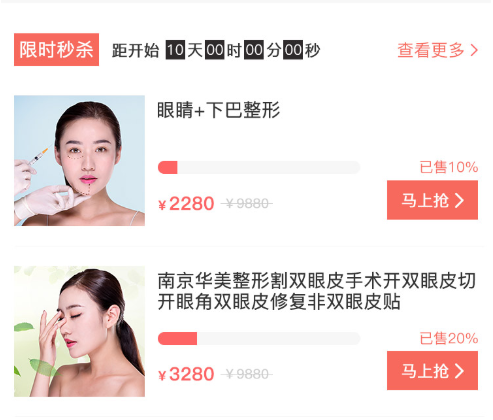 限时秒杀 距开始 10 天 00 时 00 分 00 秒 查看更多
眼睛+下巴整形
已售10%
¥2280 ¥9880 马上抢
南京华美整形割双眼皮手术开双眼皮切
开眼角双眼皮修复非双眼皮贴
已售20%
¥3280 ¥9880 马上抢